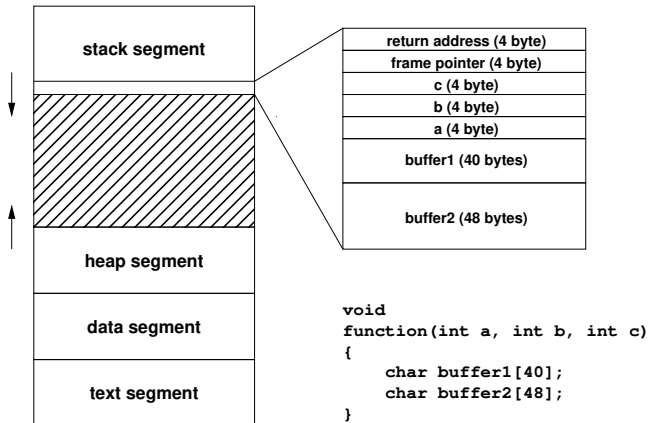 stack segment
heap segment
data segment
text segment
return address (4 byte)
frame pointer (4 byte)
c (4 byte)
b (4 byte)
a (4 byte)
buffer1 (40 bytes)
buffer2 (48 bytes)
void
function(int a, int b, int c)
{
    char buffer1[40];
    char buffer2[48];
}